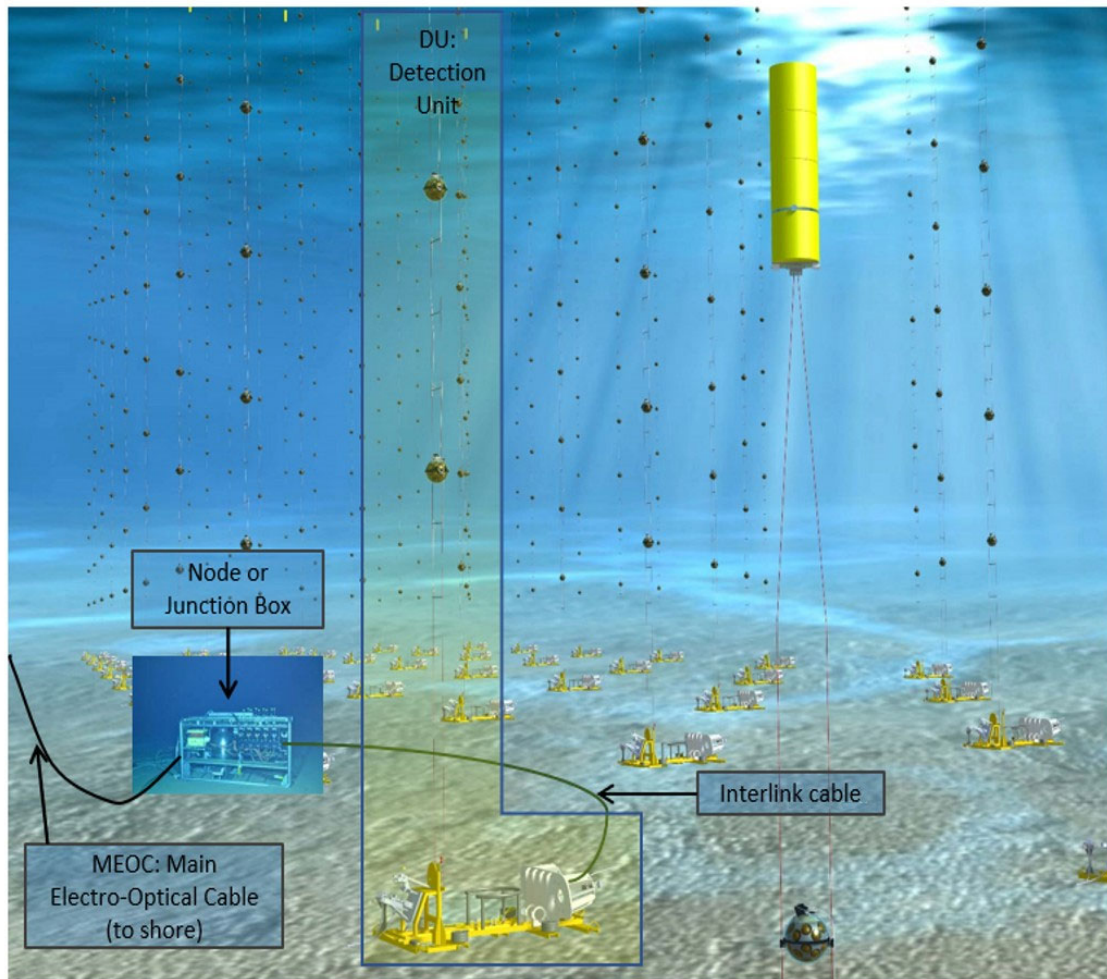 DU:
Detection
Unit
Node or
Junction Box
Interlink cable
MEOC: Main
Electro-Optical Cable
(to shore)